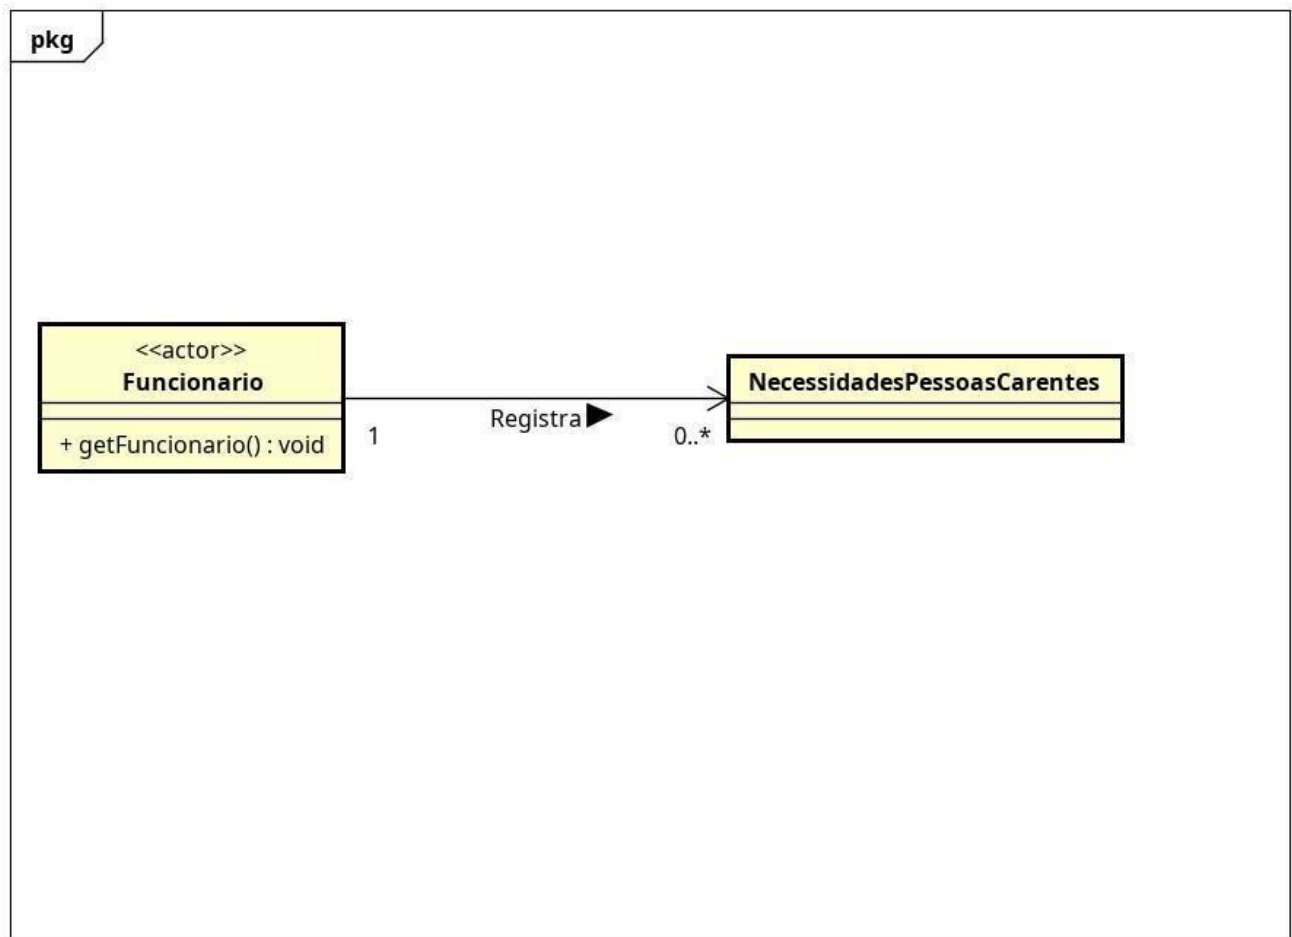 pkg
<<actor>>
Funcionario
+ getFuncionario() : void
1
Registra
0..*
NecessidadesPessoasCarentes